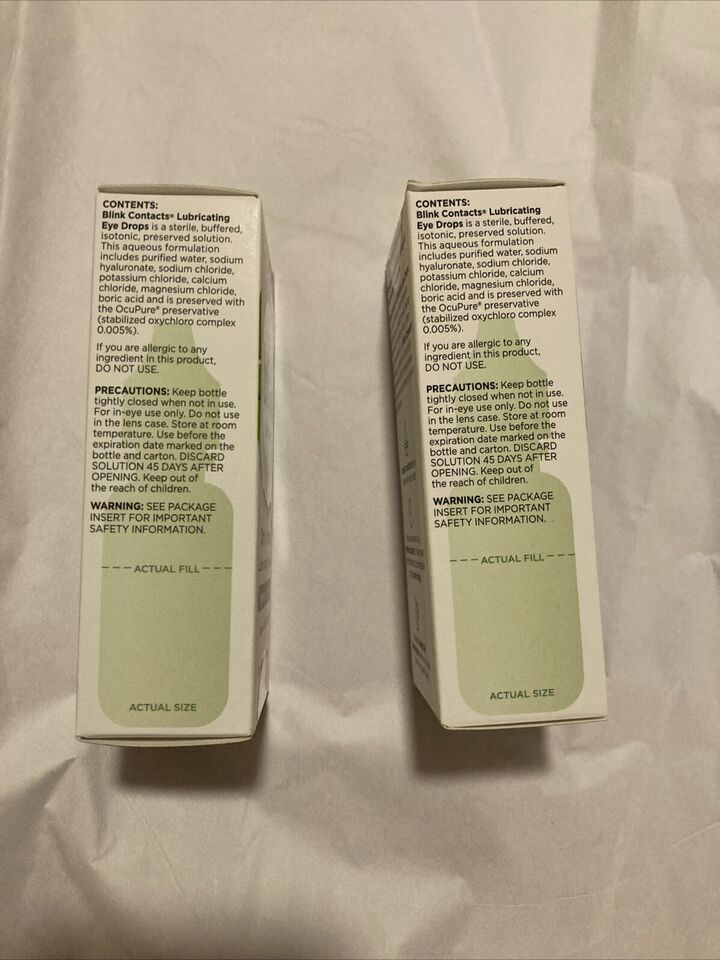 CONTENTS:
Blink Contacts® Lubricating
Eye Drops is a sterile, buffered,
isotonic, preserved solution.
This aqueous formulation
includes purified water, sodium
hyaluronate, sodium chloride,
potassium chloride, calcium
chloride, magnesium chloride,
boric acid and is preserved with
the OcuPure® preservative
(stabilized oxychloro complex
0.005%).
If you are allergic to any
ingredient in this product,
DO NOT USE.
PRECAUTIONS: Keep bottle
tightly closed when not in use.
For in-eye use only. Do not use
in the lens case. Store at room
temperature. Use before the
expiration date marked on the
bottle and carton. DISCARD
SOLUTION 45 DAYS AFTER
OPENING. Keep out of
the reach of children.
WARNING: SEE PACKAGE
INSERT FOR IMPORTANT
SAFETY INFORMATION.
ACTUAL FILL
ACTUAL SIZE
CONTENTS:
Blink Contacts® Lubricating
Eye Drops is a sterile, buffered,
isotonic, preserved solution.
This aqueous formulation
includes purified water, sodium
hyaluronate, sodium chloride,
potassium chloride, calcium
chloride, magnesium chloride,
boric acid and is preserved with
the OcuPure® preservative
(stabilized oxychloro complex
0.005%).
If you are allergic to any
ingredient in this product,
DO NOT USE.
PRECAUTIONS: Keep bottle
tightly closed when not in use.
For in-eye use only. Do not use
in the lens case. Store at room
temperature. Use before the
expiration date marked on the
bottle and carton. DISCARD
SOLUTION 45 DAYS AFTER
OPENING. Keep out of
the reach of children.
WARNING: SEE PACKAGE
INSERT FOR IMPORTANT
SAFETY INFORMATION.
ACTUAL FILL
ACTUAL SIZE